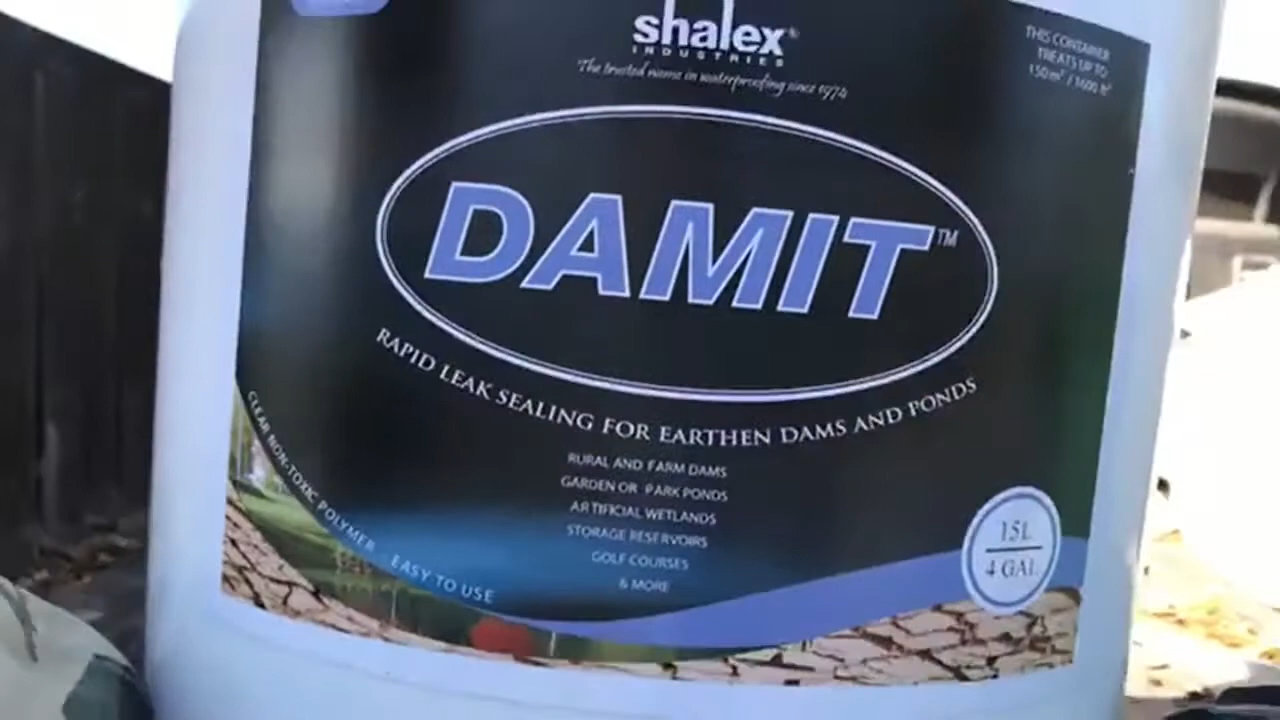 shalex®
INDUSTRIES
The trusted name in waterproofing since 1974
THIS CONTAINER
TREATS UP TO
150m² / 1600 ft²
DAMIT™
RAPID LEAK SEALING FOR EARTHEN DAMS AND PONDS
RURAL AND FARM DAMS
GARDEN OR PARK PONDS
ARTIFICIAL WETLANDS
STORAGE RESERVOIRS
GOLF COURSES
& MORE
CLEAR NON-TOXIC POLYMER - EASY TO USE
15L
4 GAL